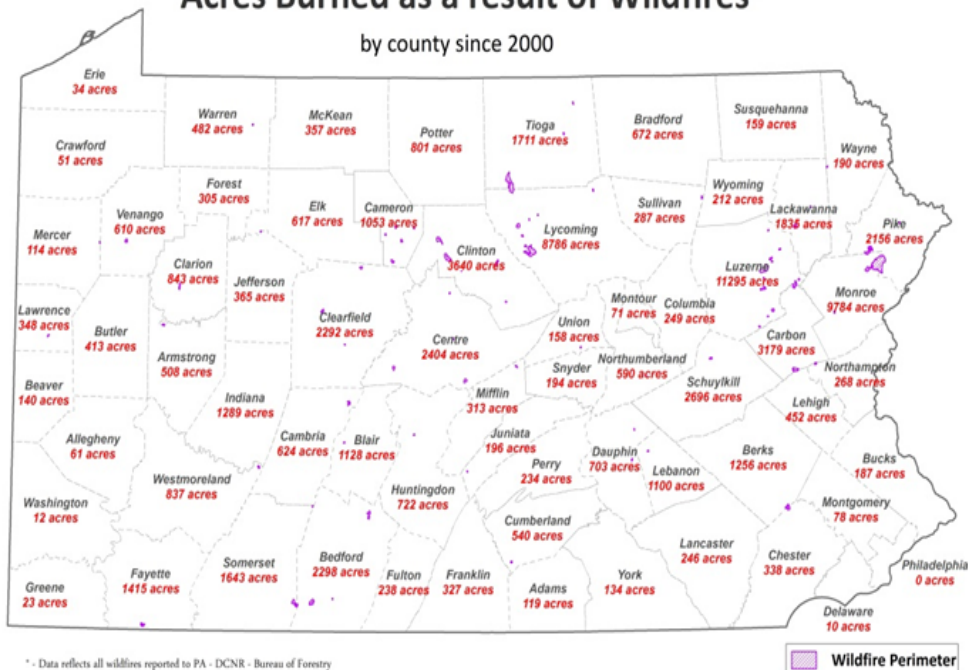 Acres Burned as a result of Wildfires
by county since 2000
Erie
34 acres
Warren
482 acres
McKean
357 acres
Potter
801 acres
Tioga
1711 acres
Bradford
672 acres
Susquehanna
159 acres
Crawford
51 acres
Wayne
190 acres
Forest
305 acres
Elk
617 acres
Cameron
1053 acres
Sullivan
287 acres
Wyoming
212 acres
Lackawanna
1835 acres
Mercer
114 acres
Venango
610 acres
Lycoming
8786 acres
Pike
2156 acres
Clarion
843 acres
Jefferson
365 acres
Clinton
3640 acres
Luzerne
11295 acres
Monroe
9784 acres
Lawrence
348 acres
Butler
413 acres
Clearfield
2292 acres
Centre
2404 acres
Union
158 acres
Montour
71 acres
Columbia
249 acres
Carbon
3179 acres
Armstrong
508 acres
Snyder
194 acres
Northumberland
590 acres
Northampton
268 acres
Beaver
140 acres
Indiana
1289 acres
Mifflin
313 acres
Schuylkill
2696 acres
Lehigh
452 acres
Allegheny
61 acres
Cambria
624 acres
Blair
1128 acres
Juniata
196 acres
Perry
234 acres
Dauphin
703 acres
Lebanon
1100 acres
Berks
1256 acres
Bucks
187 acres
Westmoreland
837 acres
Huntingdon
722 acres
Washington
12 acres
Cumberland
540 acres
Montgomery
78 acres
Greene
23 acres
Fayette
1415 acres
Somerset
1643 acres
Bedford
2298 acres
Fulton
238 acres
Franklin
327 acres
Adams
119 acres
York
134 acres
Lancaster
246 acres
Chester
338 acres
Philadelphia
0 acres
Delaware
10 acres
* - Data reflects all wildfires reported to PA - DCNR - Bureau of Forestry
Wildfire Perimeter